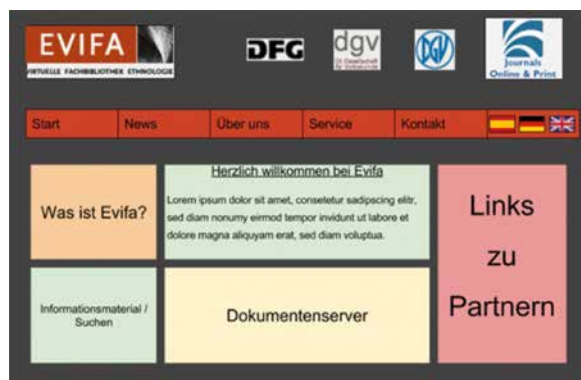 EVIFA
VIRTUELLE FACHBIBLIOTHEK ETHNOLOGIE
DFG
dgv
DGV
Journals
Online & Print
Start News Über uns Service Kontakt
Was ist Evifa?
Herzlich willkommen bei Evifa
Lorem ipsum dolor sit amet, consetetur sadipscing elitr,
sed diam nonumy eirmod tempor invidunt ut labore et
dolore magna aliquyam erat, sed diam voluptua.
Links
zu
Partnern
Informationsmaterial /
Suchen
Dokumentenserver